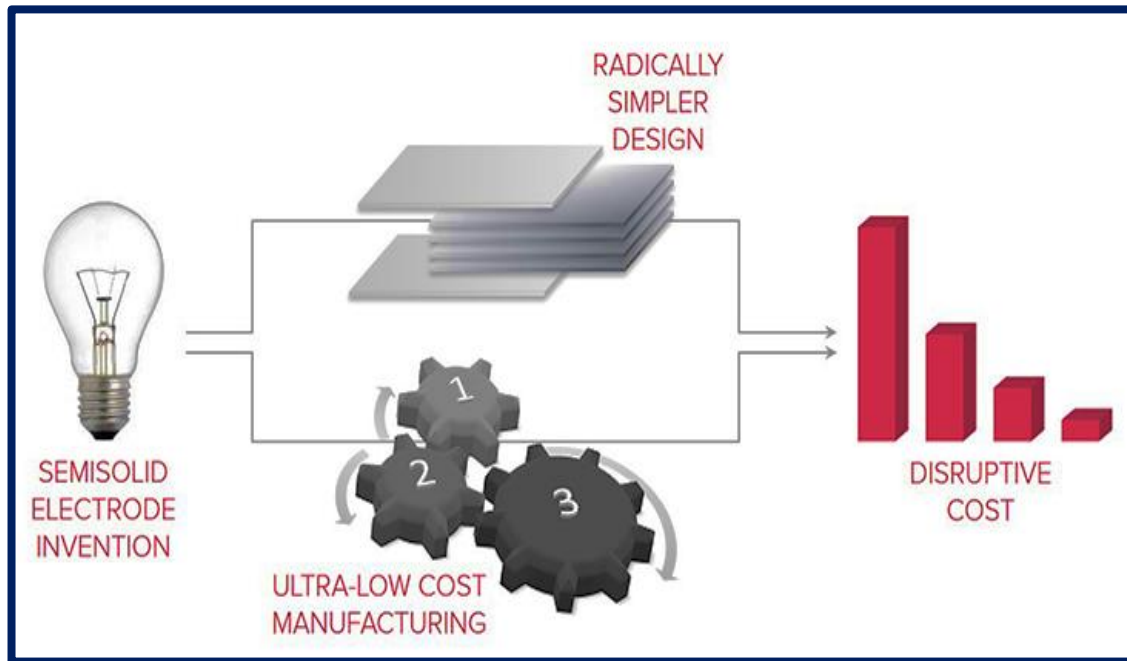 RADICALLY
SIMPLER
DESIGN
SEMISOLID
ELECTRODE
INVENTION
1
2
3
ULTRA-LOW COST
MANUFACTURING
DISRUPTIVE
COST